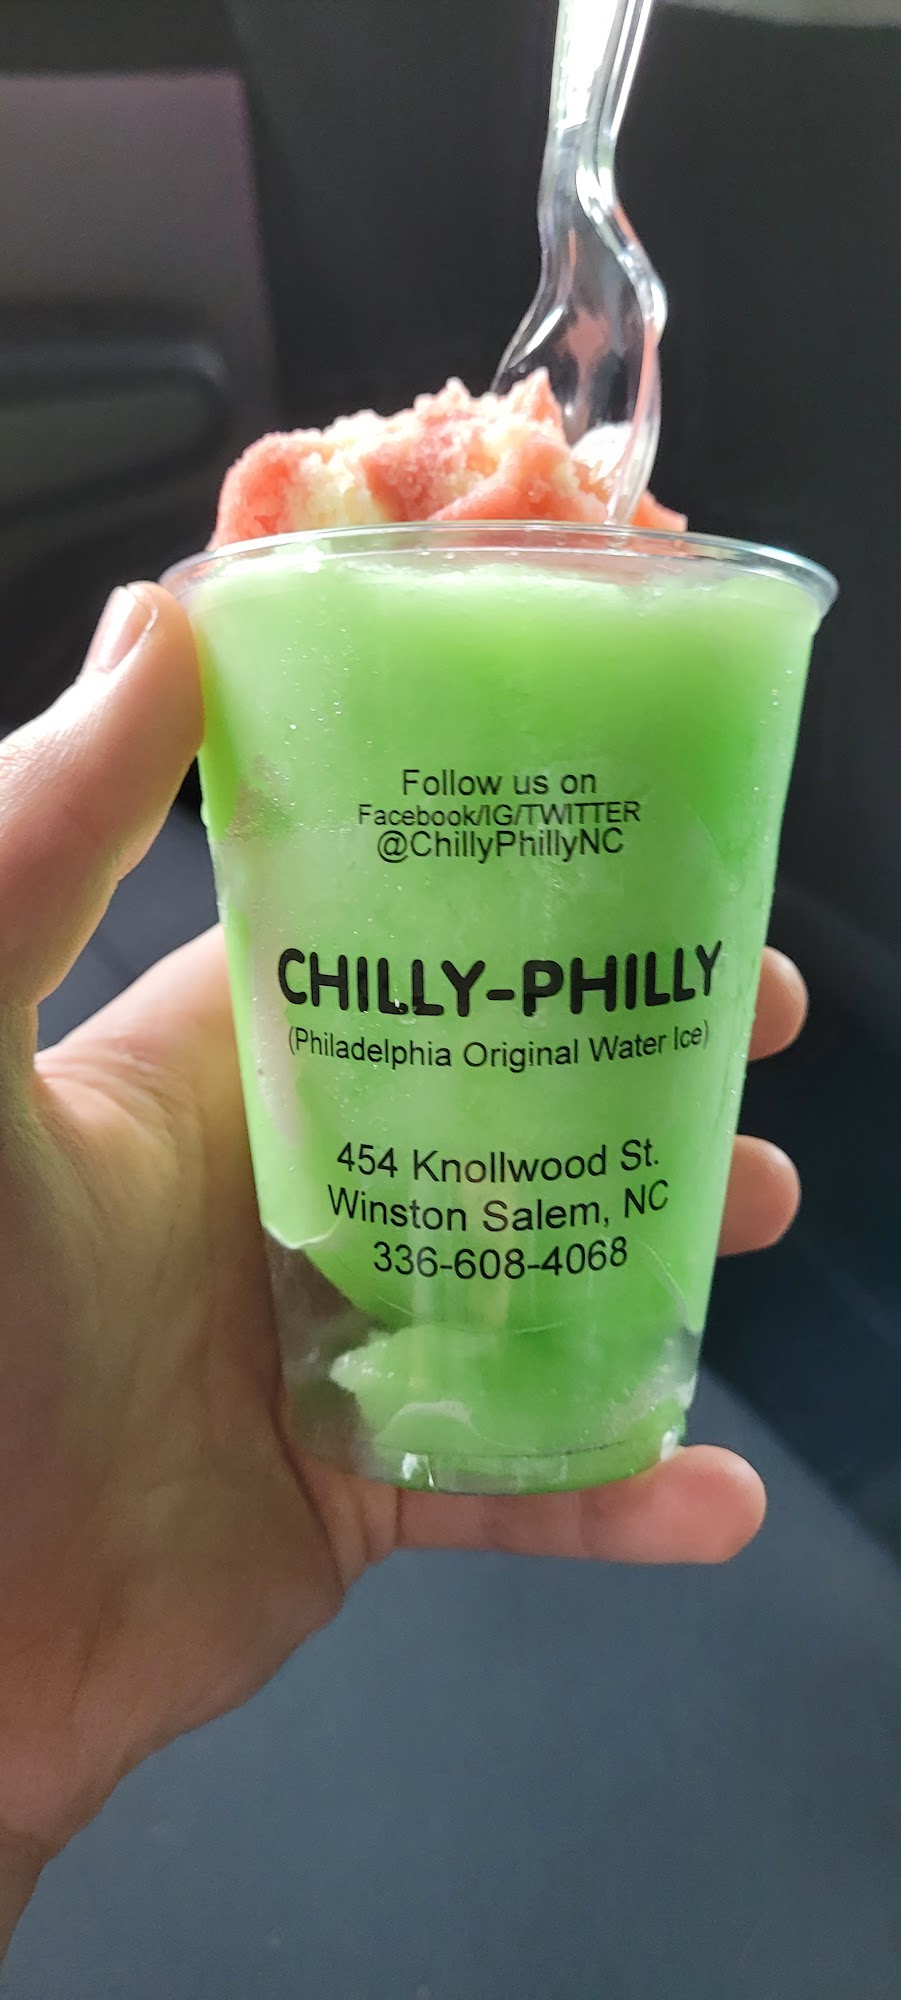 Follow us on
Facebook/IG/TWITTER
@ChillyPhillyNC
CHILLY-PHILLY
(Philadelphia Original Water Ice)
454 Knollwood St.
Winston Salem, NC
336-608-4068